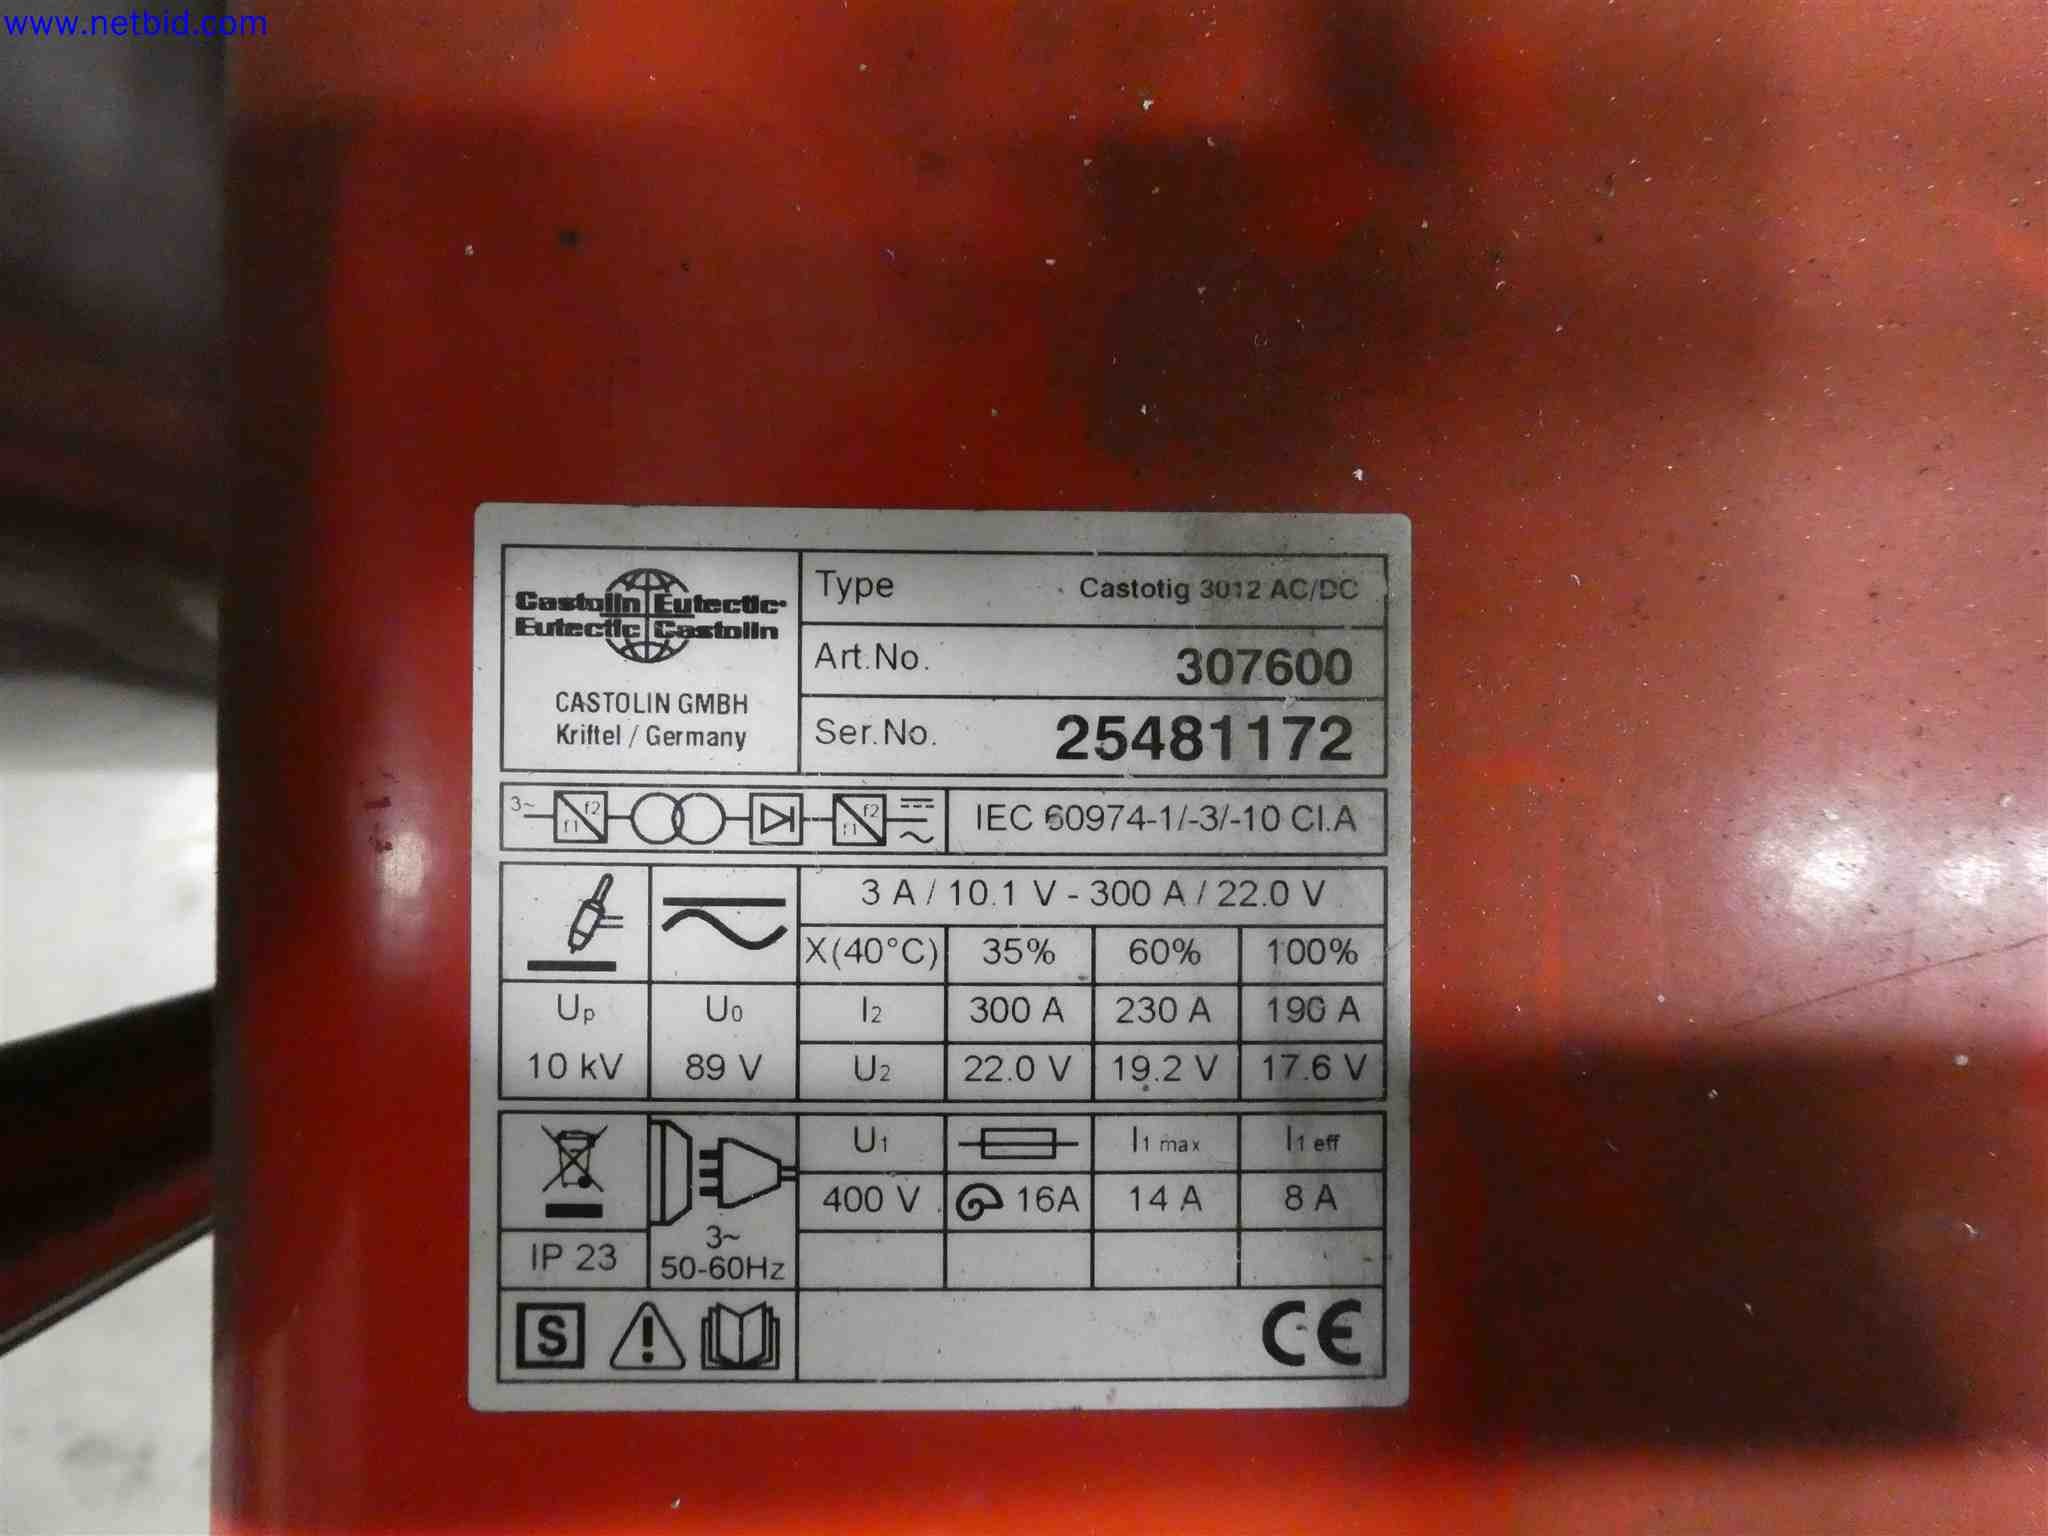 www.netbid.com
Castolin Eutectic
Eutectic Castolin
CASTOLIN GMBH
Kriftel / Germany
Type Castotig 3012 AC/DC
Art.No. 307600
Ser.No. 25481172
3~ f1 f2 f1 f2 IEC 60974-1/-3/-10 Cl.A
3 A / 10.1 V - 300 A / 22.0 V
X(40°C) 35% 60% 100%
Up U0 I2 300 A 230 A 190 A
10 kV 89 V U2 22.0 V 19.2 V 17.6 V
U1 I1 max I1 eff
400 V 16A 14 A 8 A
IP 23 3~
50-60Hz
S ! CE